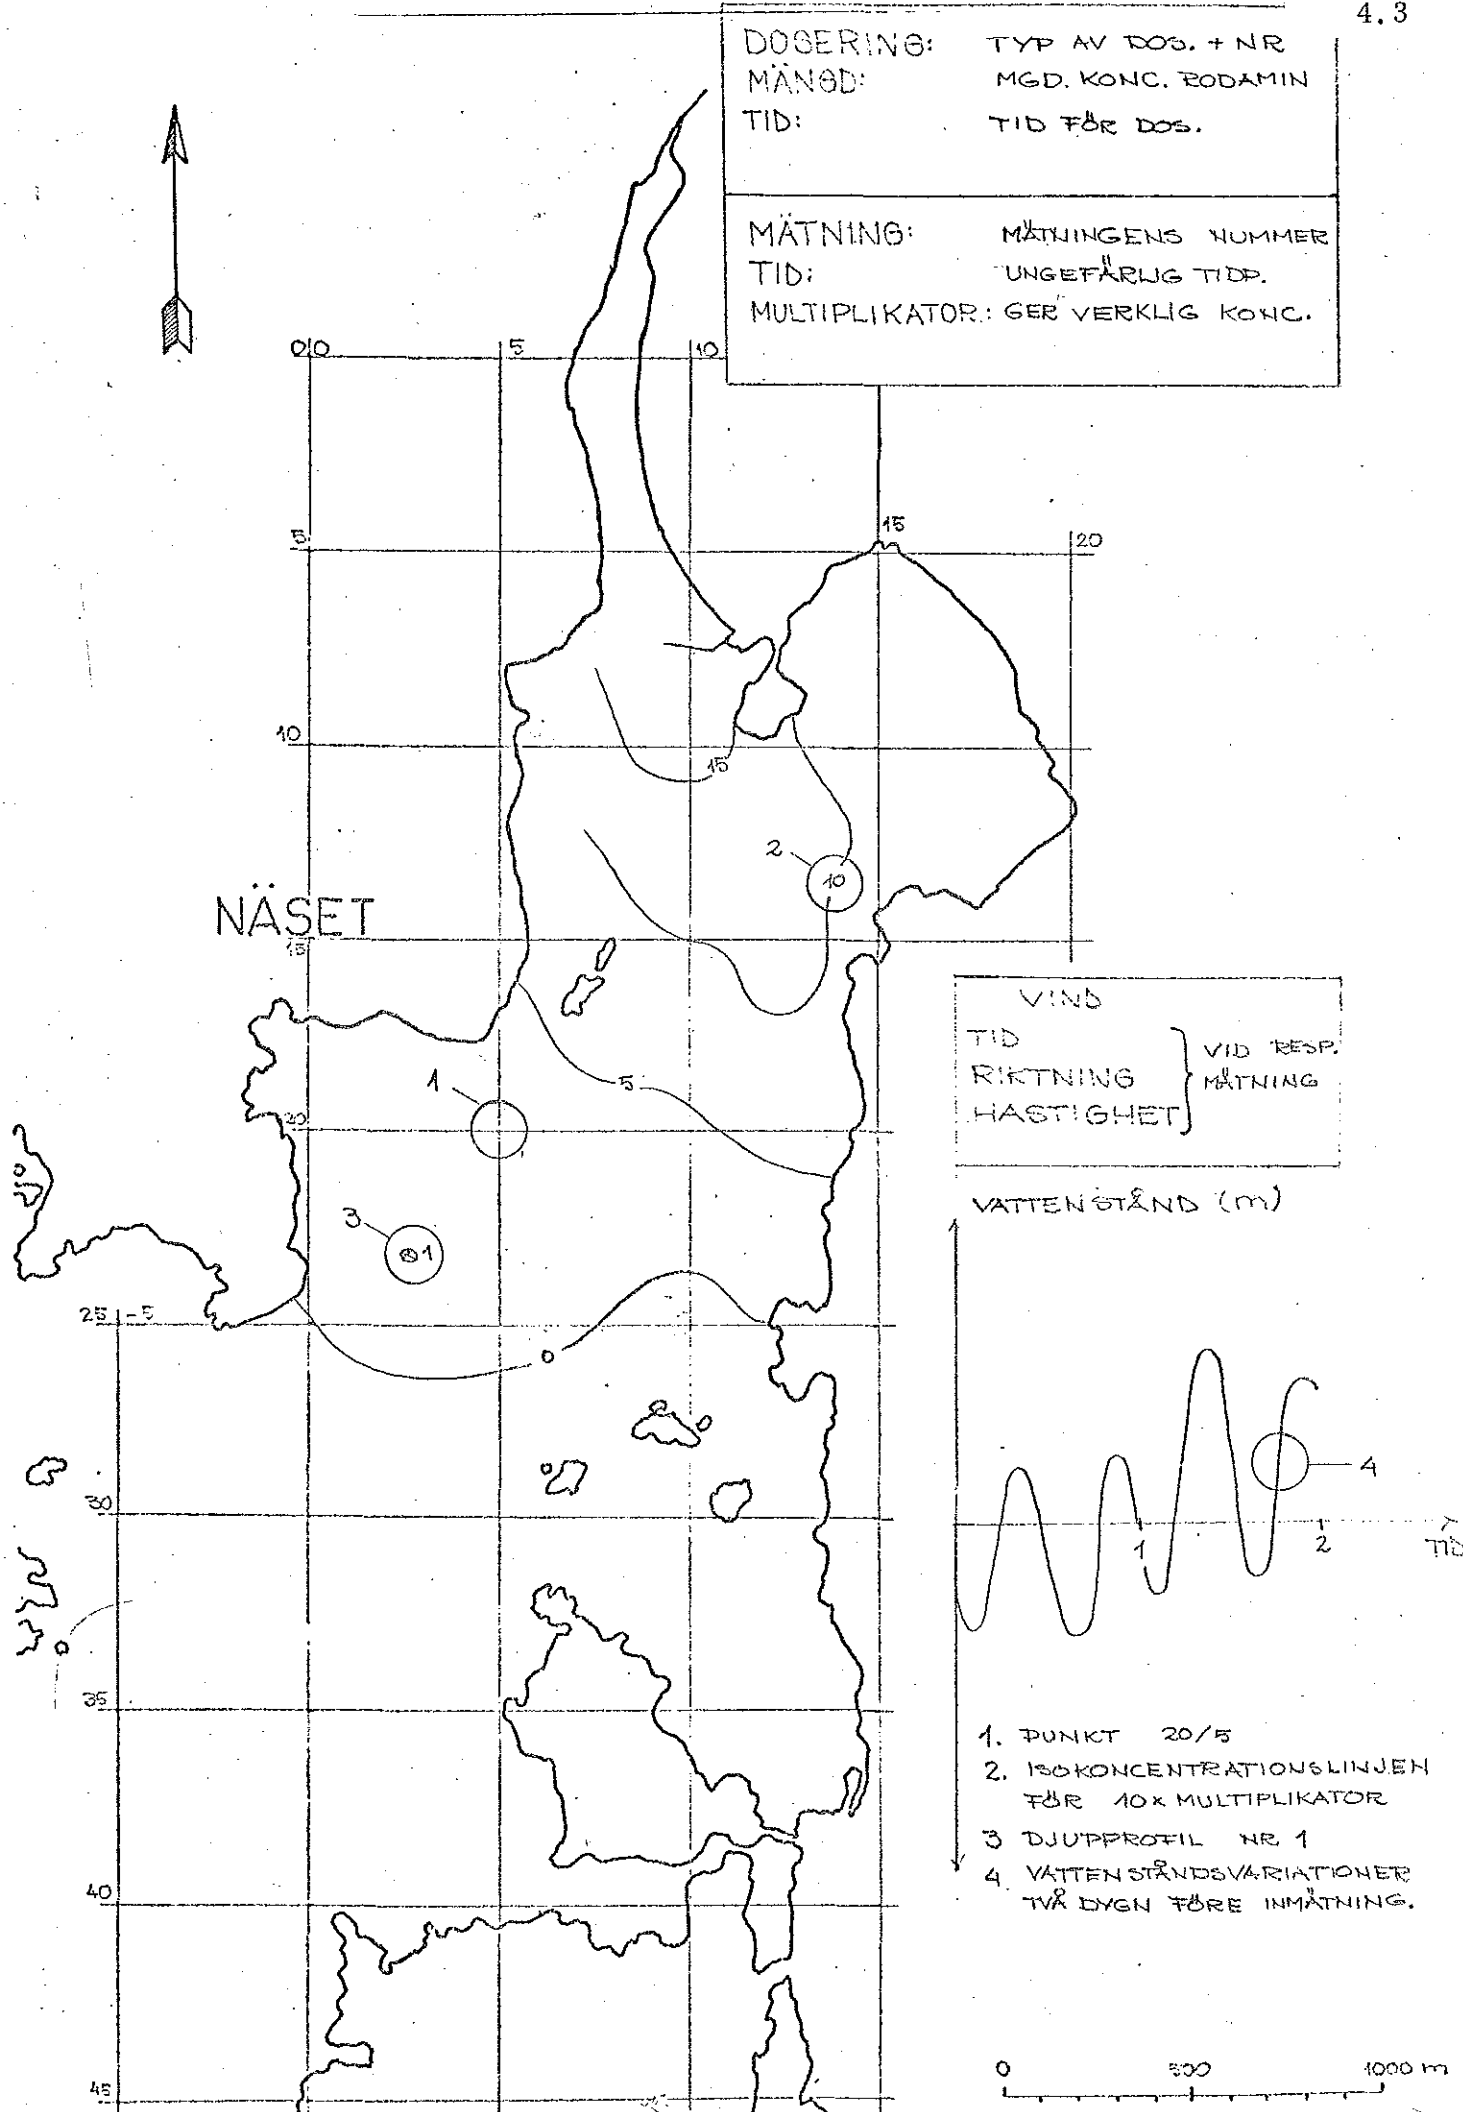 4.3
DOSERING: TYP AV DOS. + NR
MÄNGD: MGD. KONC. RODAMIN
TID: TID FÖR DOS.
MÄTNING: MÄTNINGENS NUMMER
TID: UNGEFÄRLIG TIDP.
MULTIPLIKATOR: GER VERKLIG KONC.
0 0 5 10
5 15 20
10
15
2 10
NÄSET
15
VIND
TID
RIKTNING
HASTIGHET
VID RESP.
MÄTNING
5
1
20
3
1
VATTENSTÅND (m)
25 -5
0
4
30
1 2 TID
0
35
1. PUNKT 20/5
2. ISOKONCENTRATIONSLINJEN
FÖR 10x MULTIPLIKATOR
3 DJUPPROFIL NR 1
4. VATTENSTÅNDSVARIATIONER
TVÅ DYGN FÖRE INMÄTNING.
40
45
0 500 1000 m